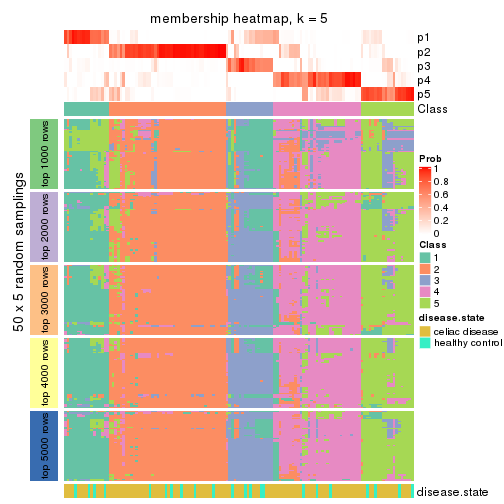 membership heatmap, k = 5
p1
p2
p3
p4
p5
Class
50 x 5 random samplings
top 1000 rows
top 2000 rows
top 3000 rows
top 4000 rows
top 5000 rows
Prob
1
0.8
0.6
0.4
0.2
0
Class
1
2
3
4
5
disease.state
celiac disease
healthy control
disease.state